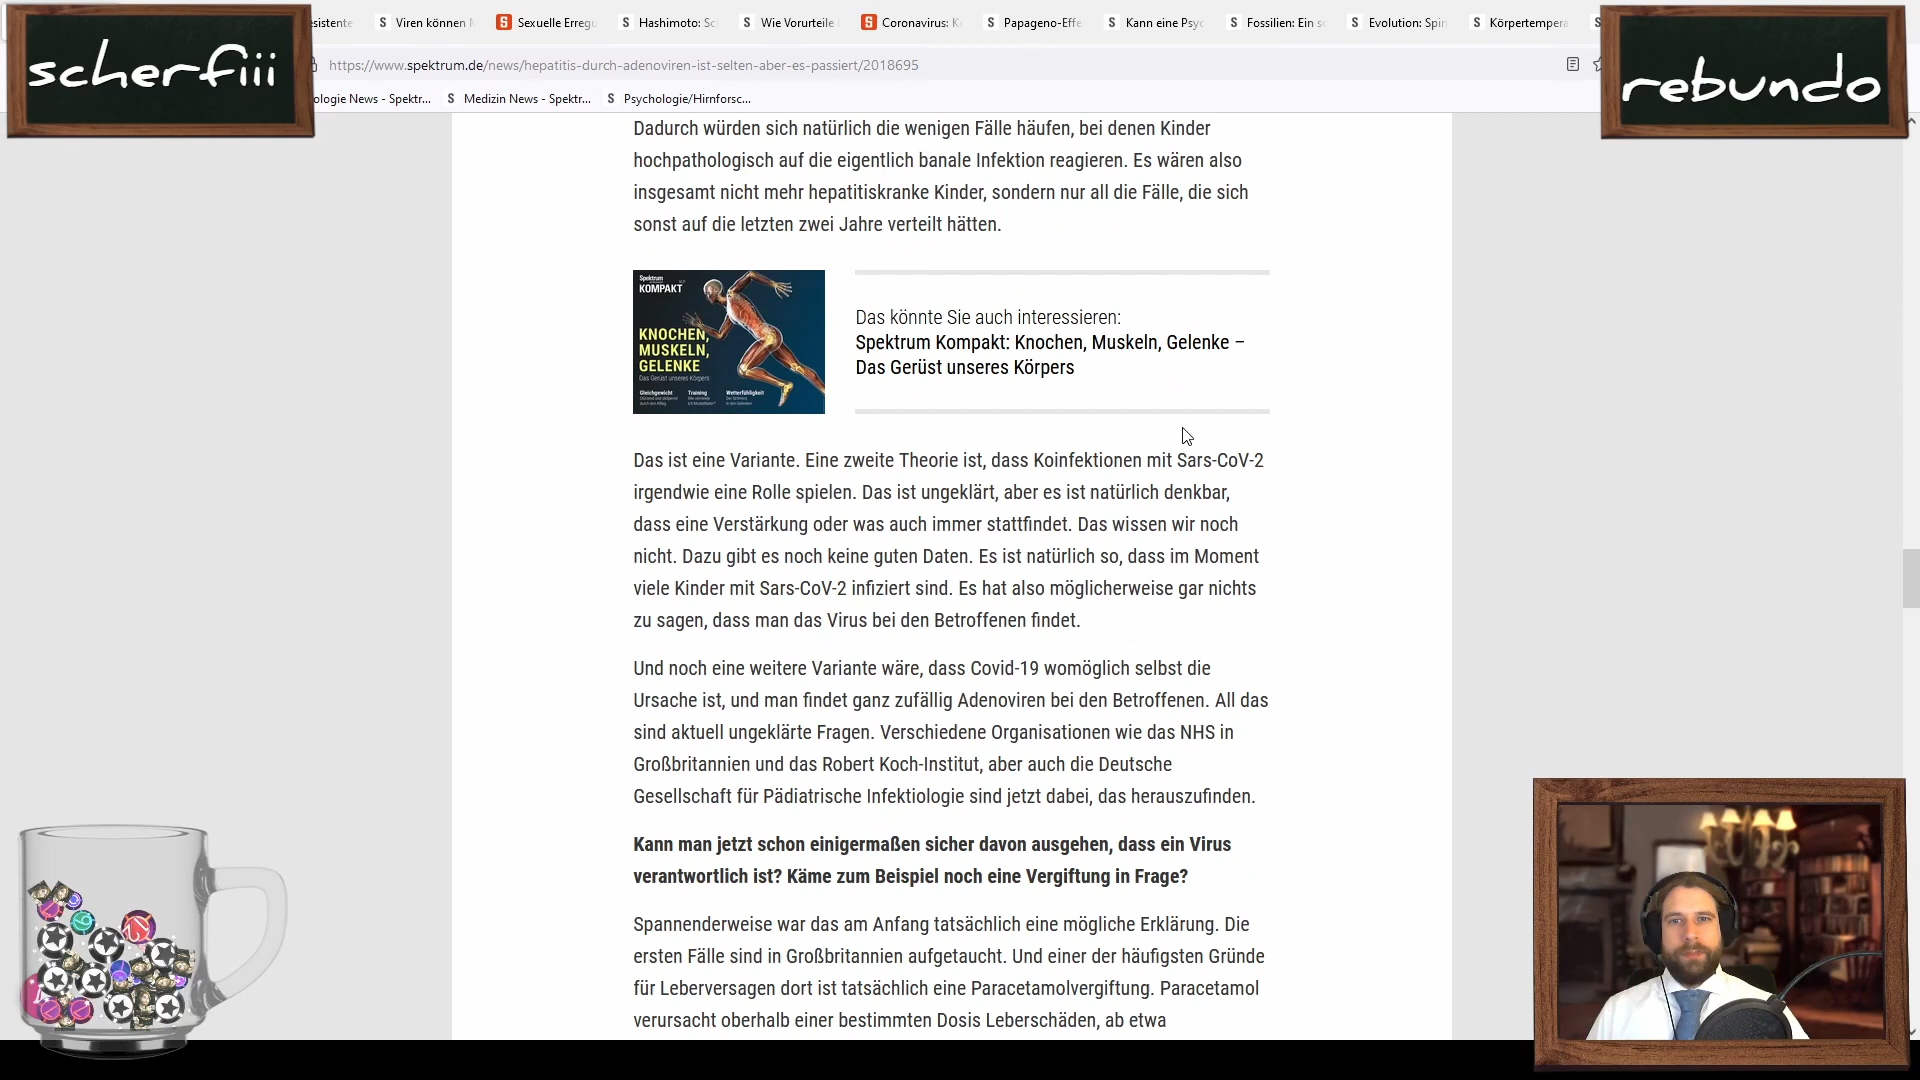 scherfiii
rebundo
esistente
Viren können
Sexuelle Erregu
Hashimoto: Sc
Wie Vorurteile
Coronavirus: K
Papageno-Effe
Kann eine Psyc
Fossilien: Ein s
Evolution: Spin
Körpertempera
https://www.spektrum.de/news/hepatitis-durch-adenoviren-ist-selten-aber-es-passiert/2018695
ologie News - Spektr...
Medizin News - Spektr...
Psychologie/Hirnforsc...
Dadurch würden sich natürlich die wenigen Fälle häufen, bei denen Kinder
hochpathologisch auf die eigentlich banale Infektion reagieren. Es wären also
insgesamt nicht mehr hepatitiskranke Kinder, sondern nur all die Fälle, die sich
sonst auf die letzten zwei Jahre verteilt hätten.
Spektrum
KOMPAKT
KNOCHEN,
MUSKELN,
GELENKE
Das Gerüst unseres Körpers
Gleichgewicht
Training
Wetterfühligkeit
Das könnte Sie auch interessieren:
Spektrum Kompakt: Knochen, Muskeln, Gelenke –
Das Gerüst unseres Körpers
Das ist eine Variante. Eine zweite Theorie ist, dass Koinfektionen mit Sars-CoV-2
irgendwie eine Rolle spielen. Das ist ungeklärt, aber es ist natürlich denkbar,
dass eine Verstärkung oder was auch immer stattfindet. Das wissen wir noch
nicht. Dazu gibt es noch keine guten Daten. Es ist natürlich so, dass im Moment
viele Kinder mit Sars-CoV-2 infiziert sind. Es hat also möglicherweise gar nichts
zu sagen, dass man das Virus bei den Betroffenen findet.
Und noch eine weitere Variante wäre, dass Covid-19 womöglich selbst die
Ursache ist, und man findet ganz zufällig Adenoviren bei den Betroffenen. All das
sind aktuell ungeklärte Fragen. Verschiedene Organisationen wie das NHS in
Großbritannien und das Robert Koch-Institut, aber auch die Deutsche
Gesellschaft für Pädiatrische Infektiologie sind jetzt dabei, das herauszufinden.
Kann man jetzt schon einigermaßen sicher davon ausgehen, dass ein Virus
verantwortlich ist? Käme zum Beispiel noch eine Vergiftung in Frage?
Spannenderweise war das am Anfang tatsächlich eine mögliche Erklärung. Die
ersten Fälle sind in Großbritannien aufgetaucht. Und einer der häufigsten Gründe
für Leberversagen dort ist tatsächlich eine Paracetamolvergiftung. Paracetamol
verursacht oberhalb einer bestimmten Dosis Leberschäden, ab etwa